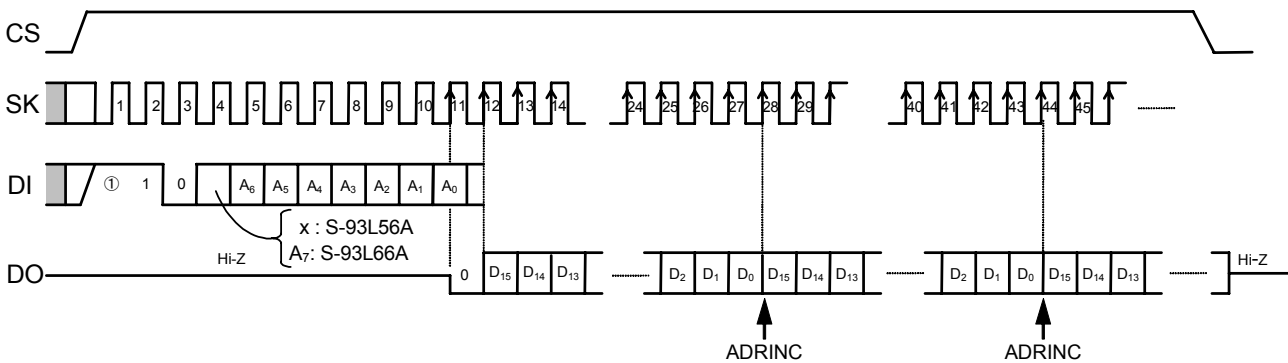 CS
SK 1 2 3 4 5 6 7 8 9 10 11 12 13 14 24 25 26 27 28 29 40 41 42 43 44 45
DI ① 1 0 A₆ A₅ A₄ A₃ A₂ A₁ A₀
x : S-93L56A
A₇: S-93L66A
Hi-Z
DO 0 D₁₅ D₁₄ D₁₃ D₂ D₁ D₀ D₁₅ D₁₄ D₁₃ D₂ D₁ D₀ D₁₅ D₁₄ D₁₃ Hi-Z
ADRINC ADRINC